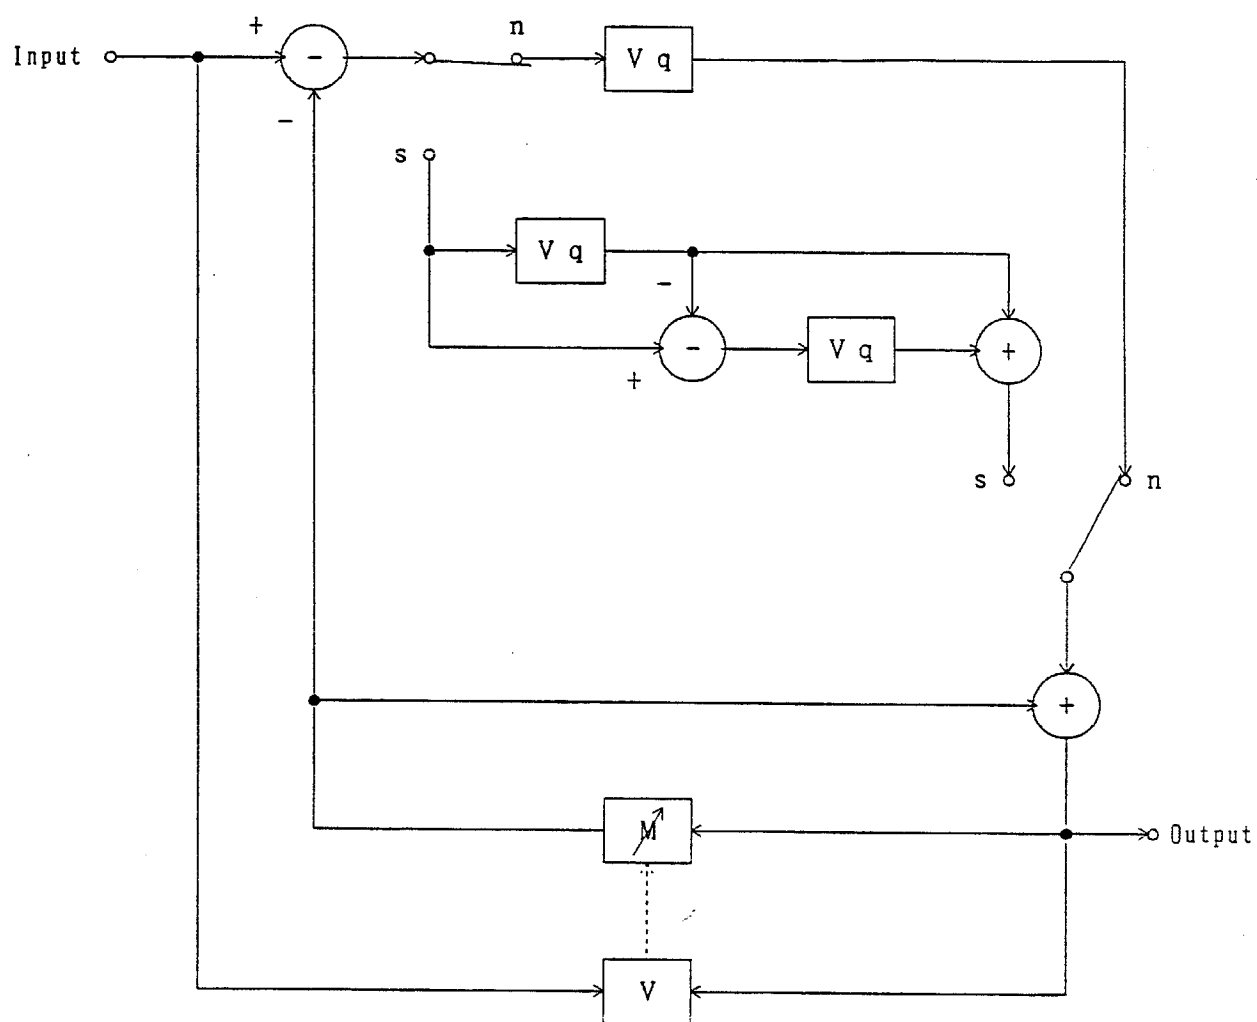 + n
Input - V q
-
s
V q
-
- V q +
+
s n
+
M
Output
V